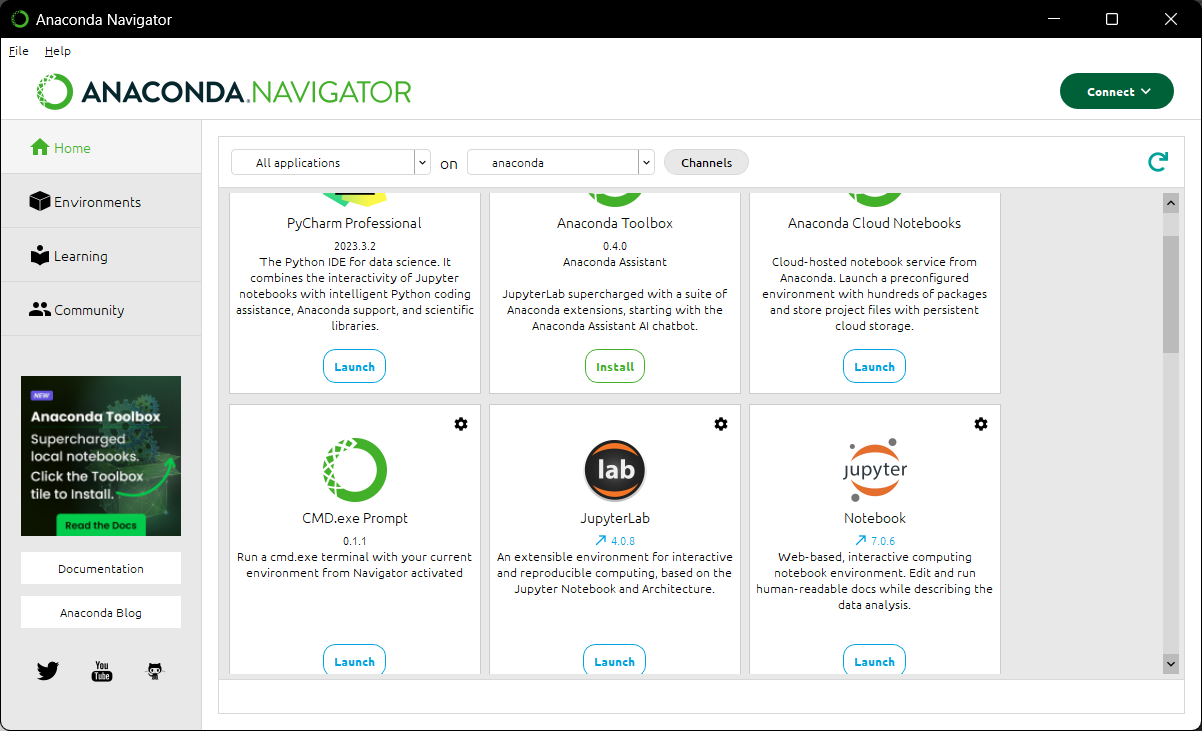 Anaconda Navigator
File Help
ANACONDA.NAVIGATOR
Connect
Home
Environments
Learning
Community
NEW
Anaconda Toolbox
Supercharged
local notebooks.
Click the Toolbox
tile to Install.
Read the Docs
Documentation
Anaconda Blog
You
Tube
All applications on anaconda Channels
PyCharm Professional
2023.3.2
The Python IDE for data science. It
combines the interactivity of Jupyter
notebooks with intelligent Python coding
assistance, Anaconda support, and scientific
libraries.
Launch
Anaconda Toolbox
0.4.0
Anaconda Assistant
JupyterLab supercharged with a suite of
Anaconda extensions, starting with the
Anaconda Assistant AI chatbot.
Install
Anaconda Cloud Notebooks
Cloud-hosted notebook service from
Anaconda. Launch a preconfigured
environment with hundreds of packages
and store project files with persistent
cloud storage.
Launch
CMD.exe Prompt
0.1.1
Run a cmd.exe terminal with your current
environment from Navigator activated
Launch
lab
JupyterLab
4.0.8
An extensible environment for interactive
and reproducible computing, based on the
Jupyter Notebook and Architecture.
Launch
jupyter
Notebook
7.0.6
Web-based, interactive computing
notebook environment. Edit and run
human-readable docs while describing the
data analysis.
Launch